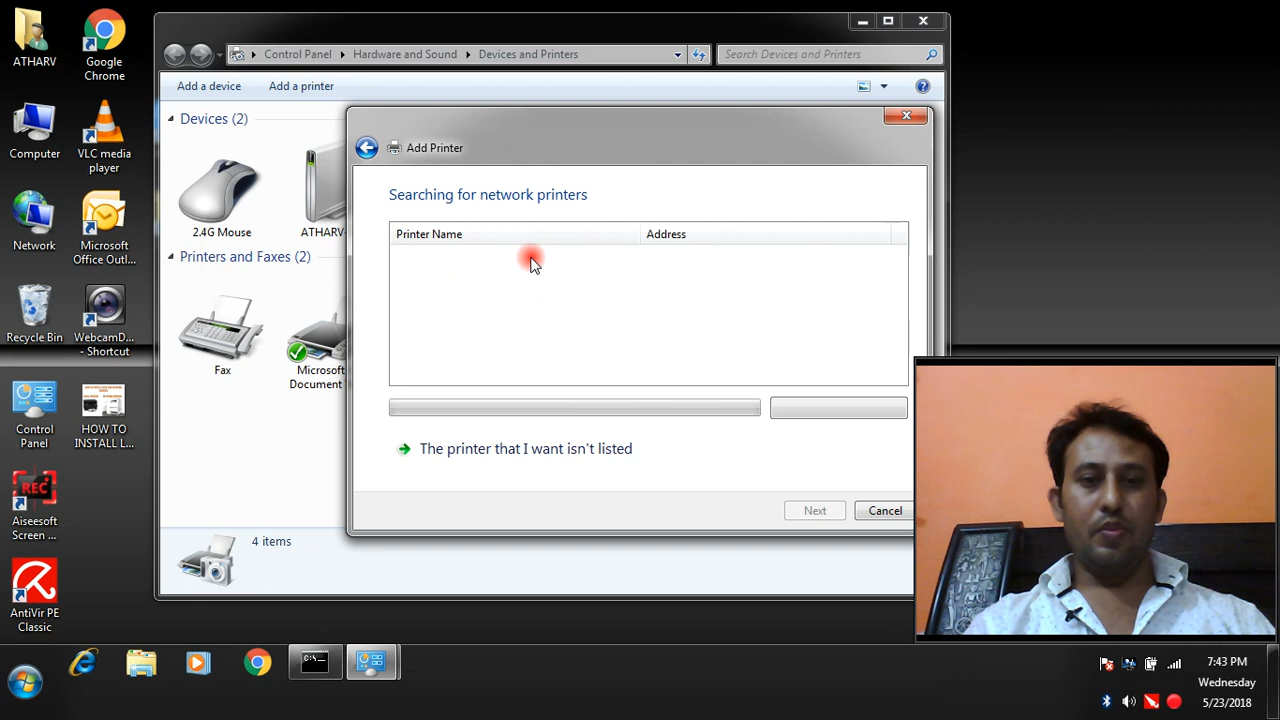 ATHARV
Google
Chrome
Computer
VLC media
player
Network
Microsoft
Office Outl...
Recycle Bin
WebcamD...
- Shortcut
Control
Panel
HOW TO
INSTALL L...
REC
Aiseesoft
Screen ...
AntiVir PE
Classic
Control Panel
Hardware and Sound
Devices and Printers
Search Devices and Printers
Add a device
Add a printer
Devices (2)
2.4G Mouse
ATHARV-
Printers and Faxes (2)
Fax
Microsoft
Document
4 items
Add Printer
Searching for network printers
Printer Name
Address
The printer that I want isn't listed
Next
Cancel
7:43 PM
Wednesday
5/23/2018